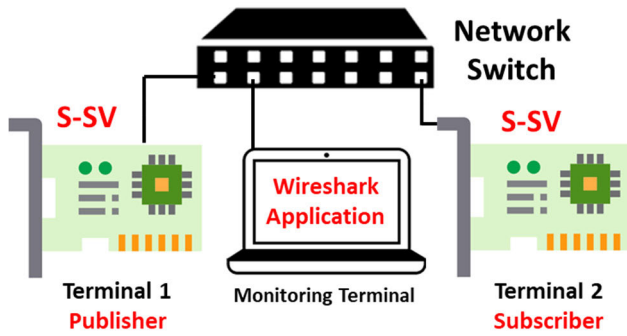 Network
Switch
S-SV
S-SV
Wireshark
Application
Terminal 1
Publisher
Monitoring Terminal
Terminal 2
Subscriber